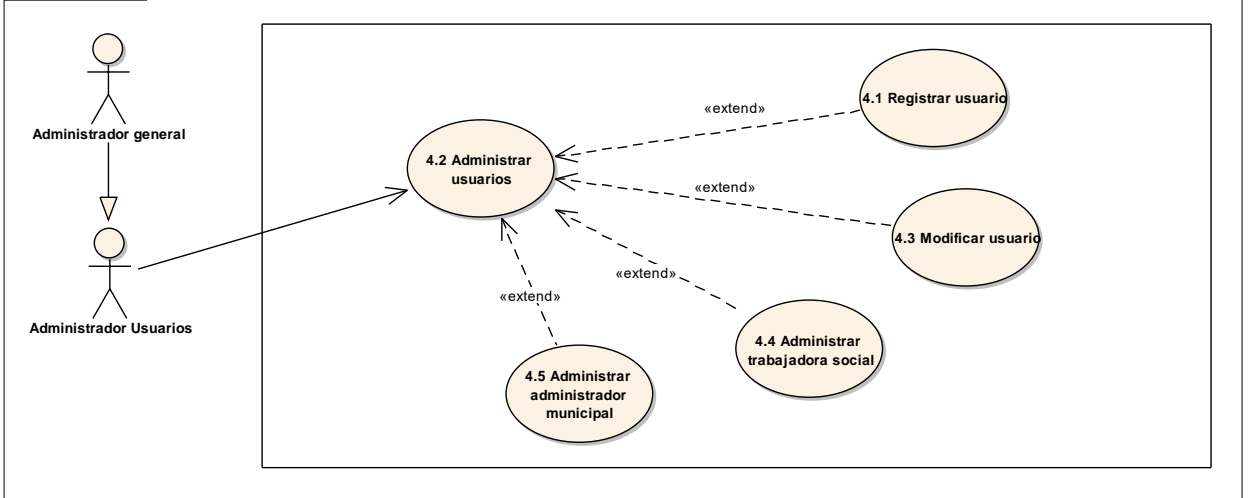 Administrador general
Administrador Usuarios
4.2 Administrar
usuarios
«extend»
4.1 Registrar usuario
«extend»
4.3 Modificar usuario
«extend»
4.4 Administrar
trabajadora social
«extend»
4.5 Administrar
administrador
municipal